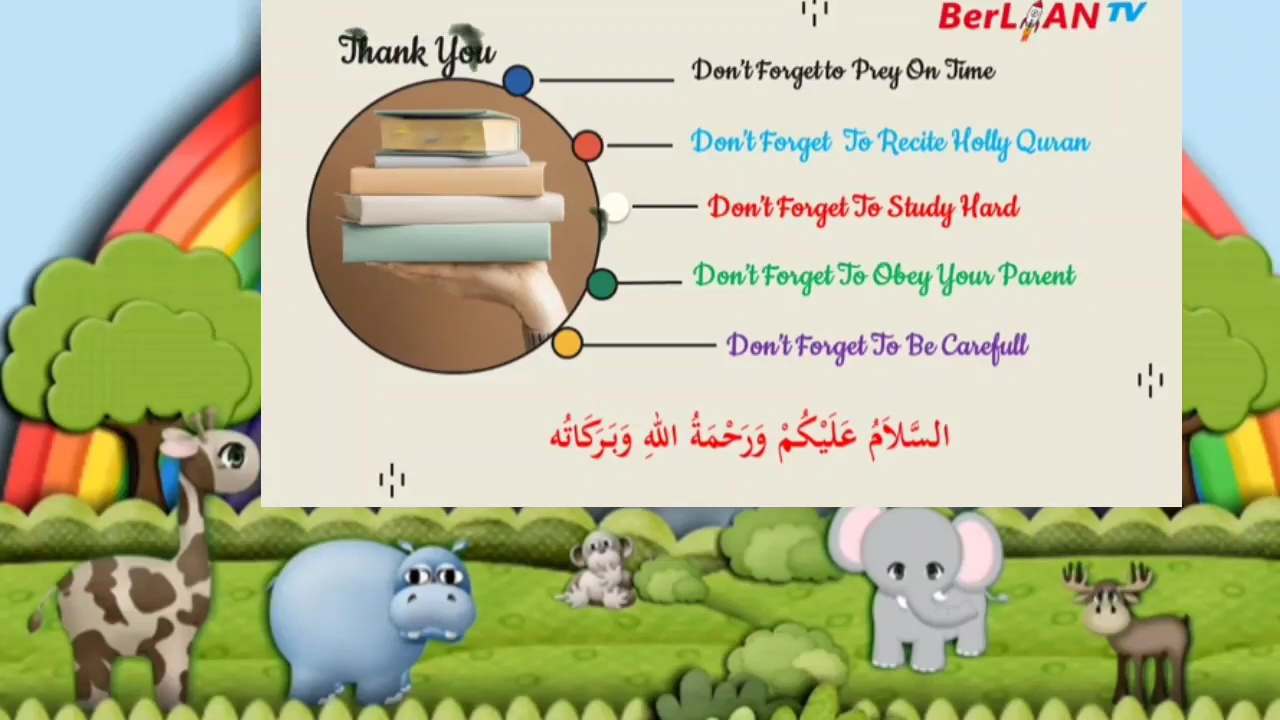 BerLIAN TV
Thank You
Don't Forget to Prey On Time
Don't Forget To Recite Holly Quran
Don't Forget To Study Hard
Don't Forget To Obey Your Parent
Don't Forget To Be Carefull
السَّلاَمُ عَلَيْكُمْ وَرَحْمَةُ اللهِ وَبَرَكَاتُه